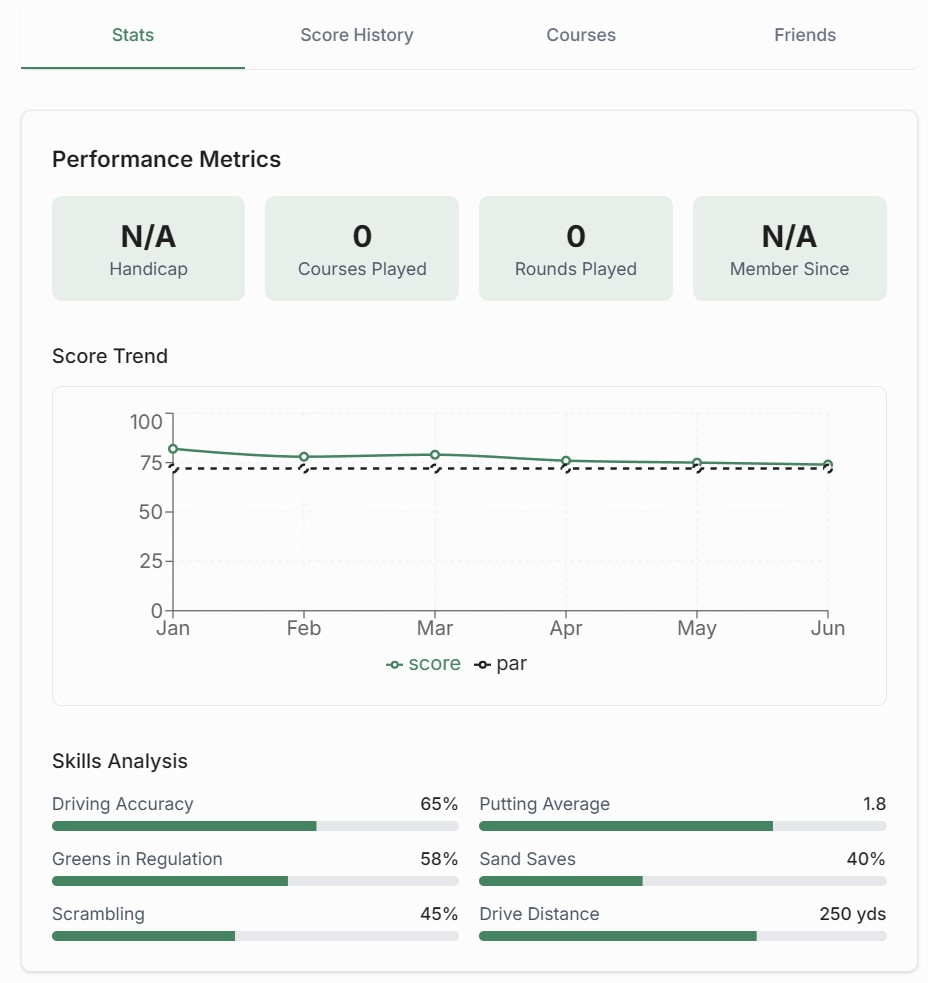 Stats Score History Courses Friends
Performance Metrics
N/A 0 0 N/A
Handicap Courses Played Rounds Played Member Since
Score Trend
100
75
50
25
0
Jan Feb Mar Apr May Jun
score par
Skills Analysis
Driving Accuracy 65% Putting Average 1.8
Greens in Regulation 58% Sand Saves 40%
Scrambling 45% Drive Distance 250 yds